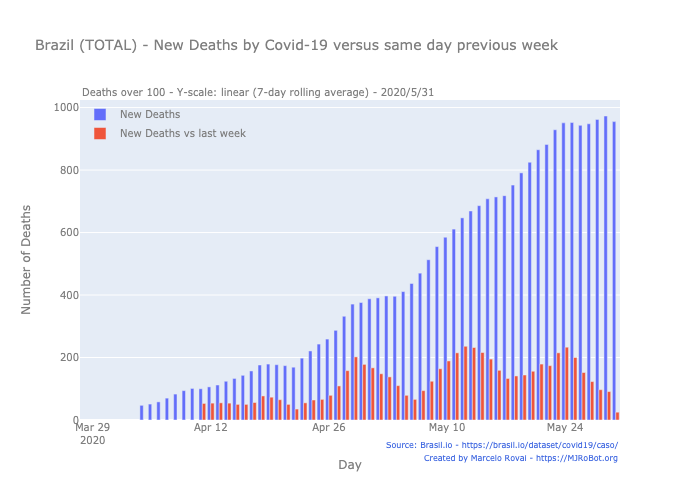 Brazil (TOTAL) - New Deaths by Covid-19 versus same day previous week
Deaths over 100 - Y-scale: linear (7-day rolling average) - 2020/5/31
New Deaths
New Deaths vs last week
1000
800
600
400
200
0
Number of Deaths
Mar 29
2020
Apr 12
Apr 26
May 10
May 24
Day
Source: Brasil.io - https://brasil.io/dataset/covid19/caso/
Created by Marcelo Rovai - https://MJRoBot.org